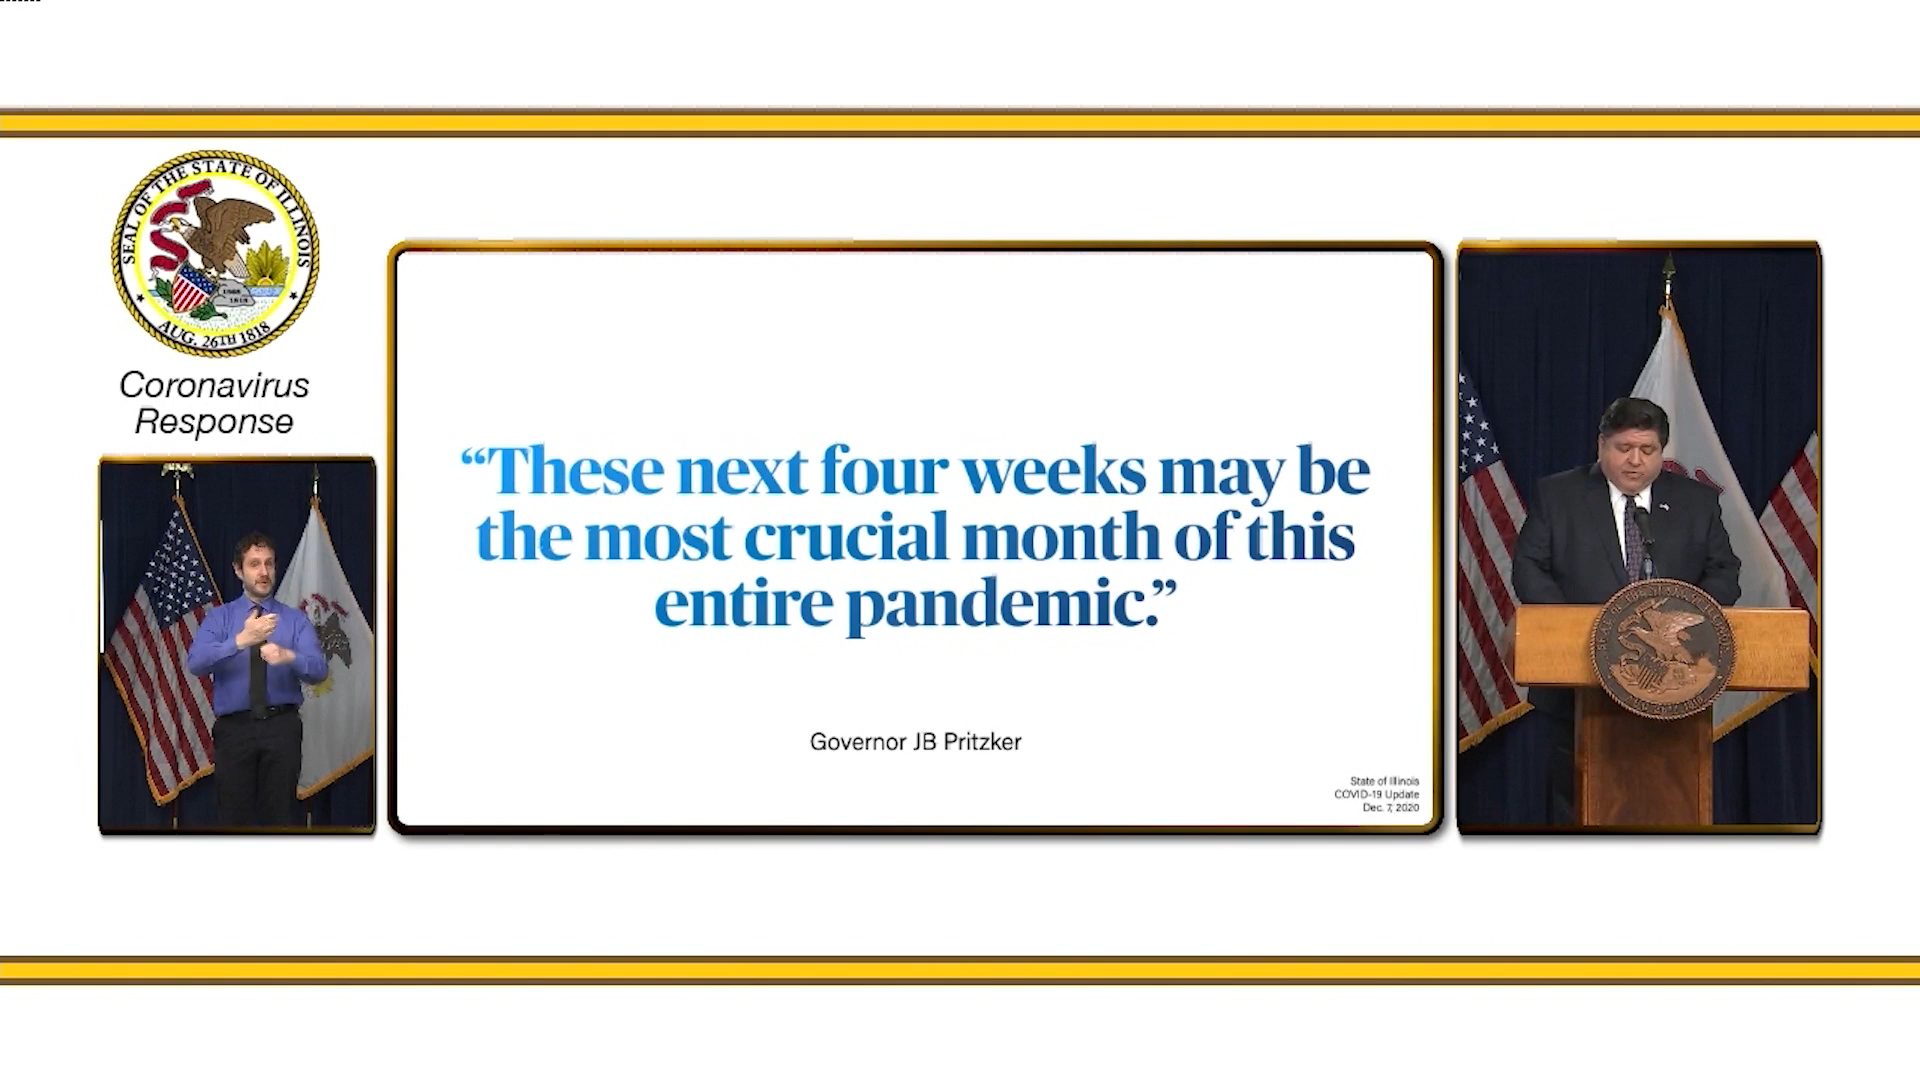 SEAL OF THE STATE OF ILLINOIS
AUG. 26TH 1818
Coronavirus
Response
“These next four weeks may be
the most crucial month of this
entire pandemic.”
Governor JB Pritzker
State of Illinois
COVID-19 Update
Dec. 7, 2020